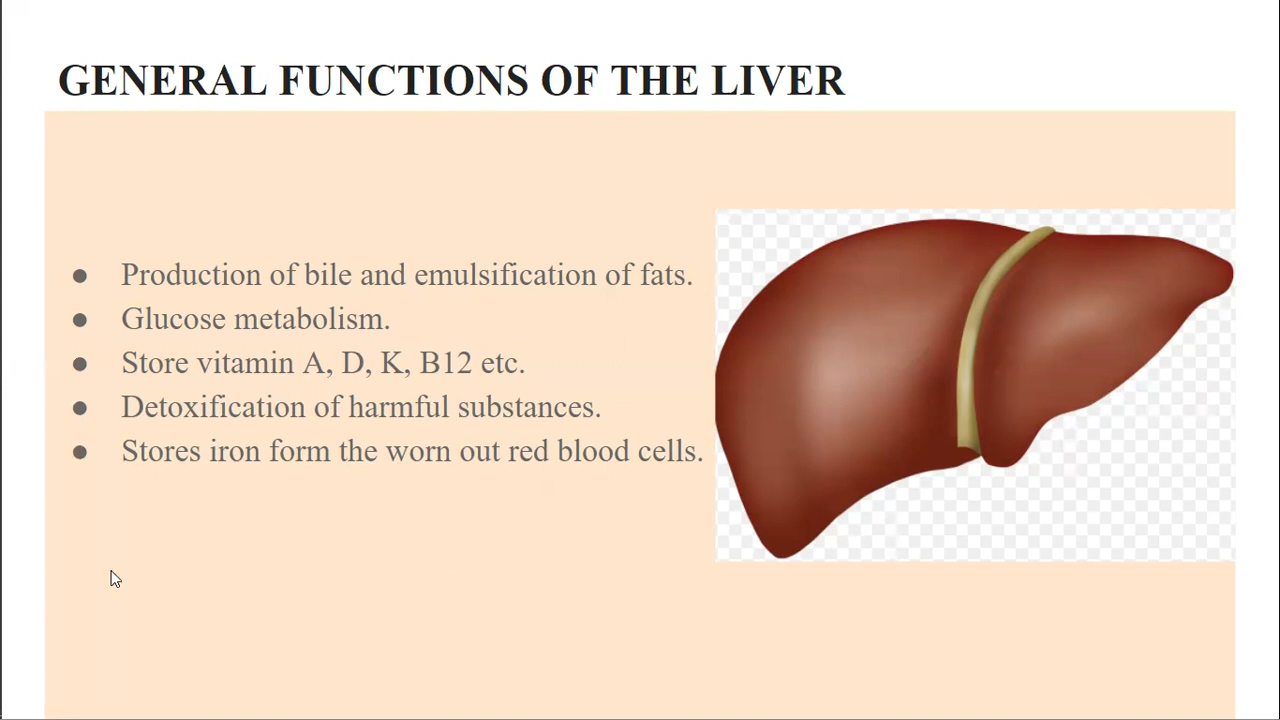 GENERAL FUNCTIONS OF THE LIVER
● Production of bile and emulsification of fats.
● Glucose metabolism.
● Store vitamin A, D, K, B12 etc.
● Detoxification of harmful substances.
● Stores iron form the worn out red blood cells.